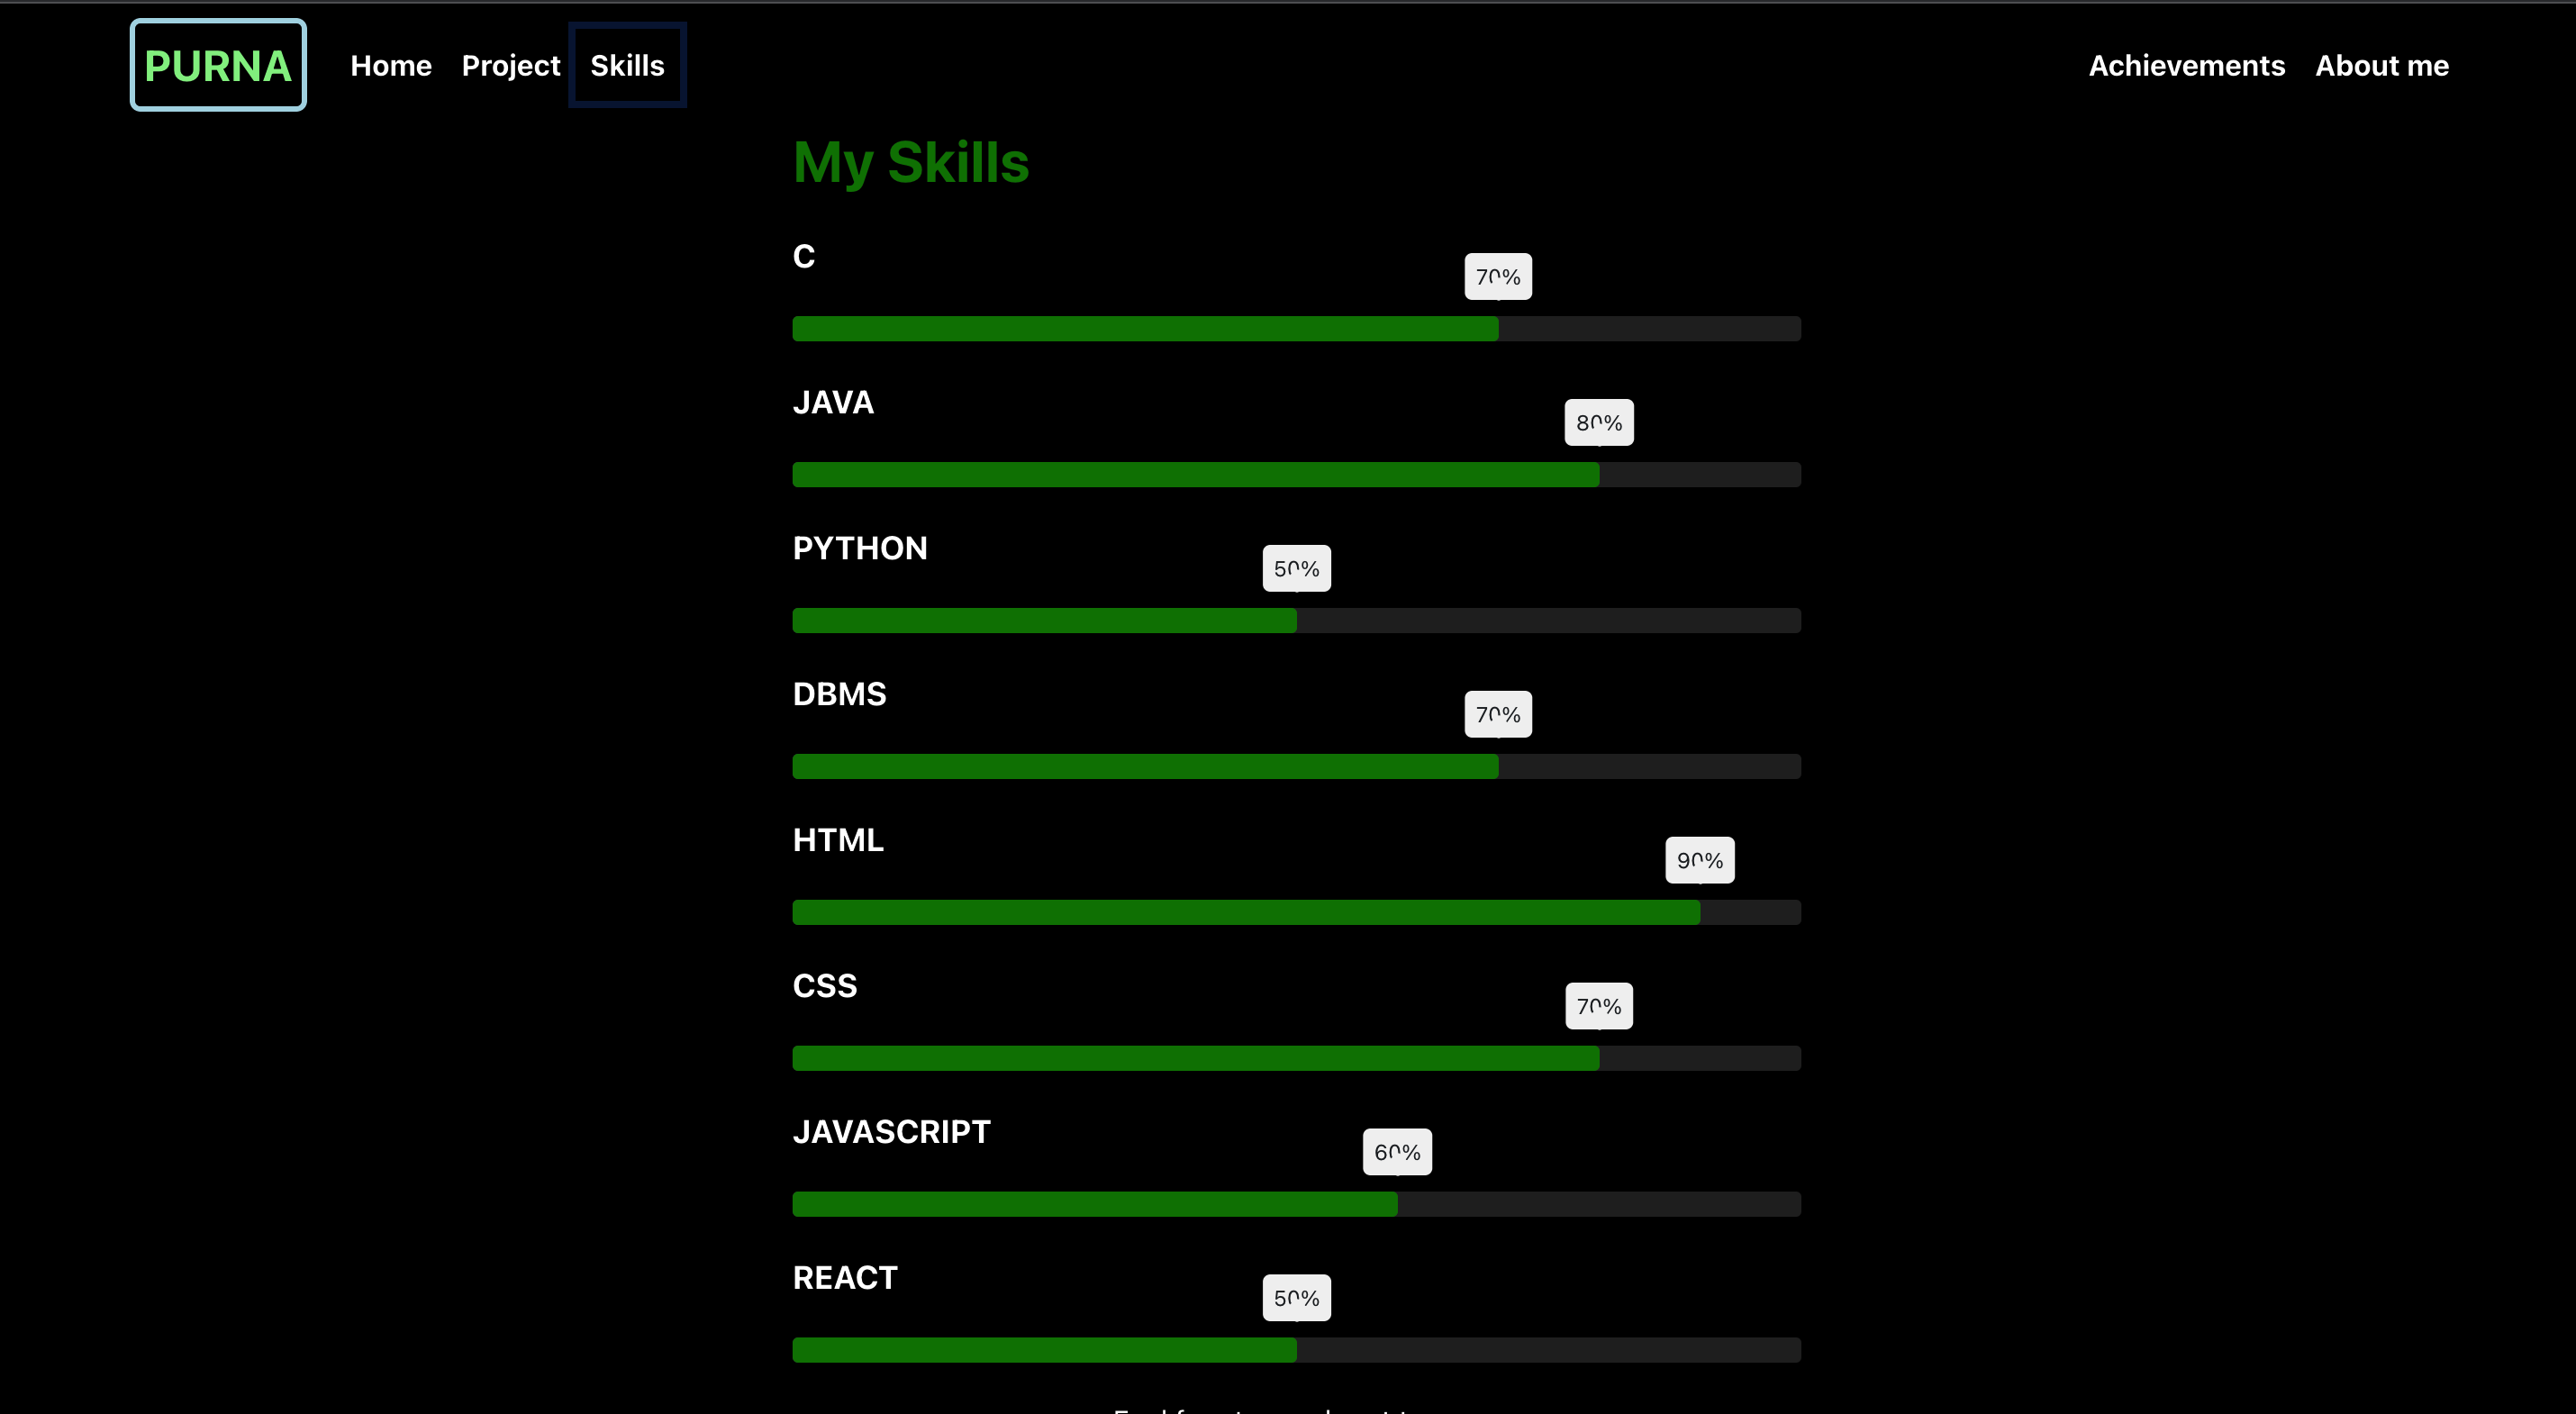 PURNA Home Project Skills Achievements About me
My Skills
C
70%
JAVA
80%
PYTHON
50%
DBMS
70%
HTML
90%
CSS
70%
JAVASCRIPT
60%
REACT
50%